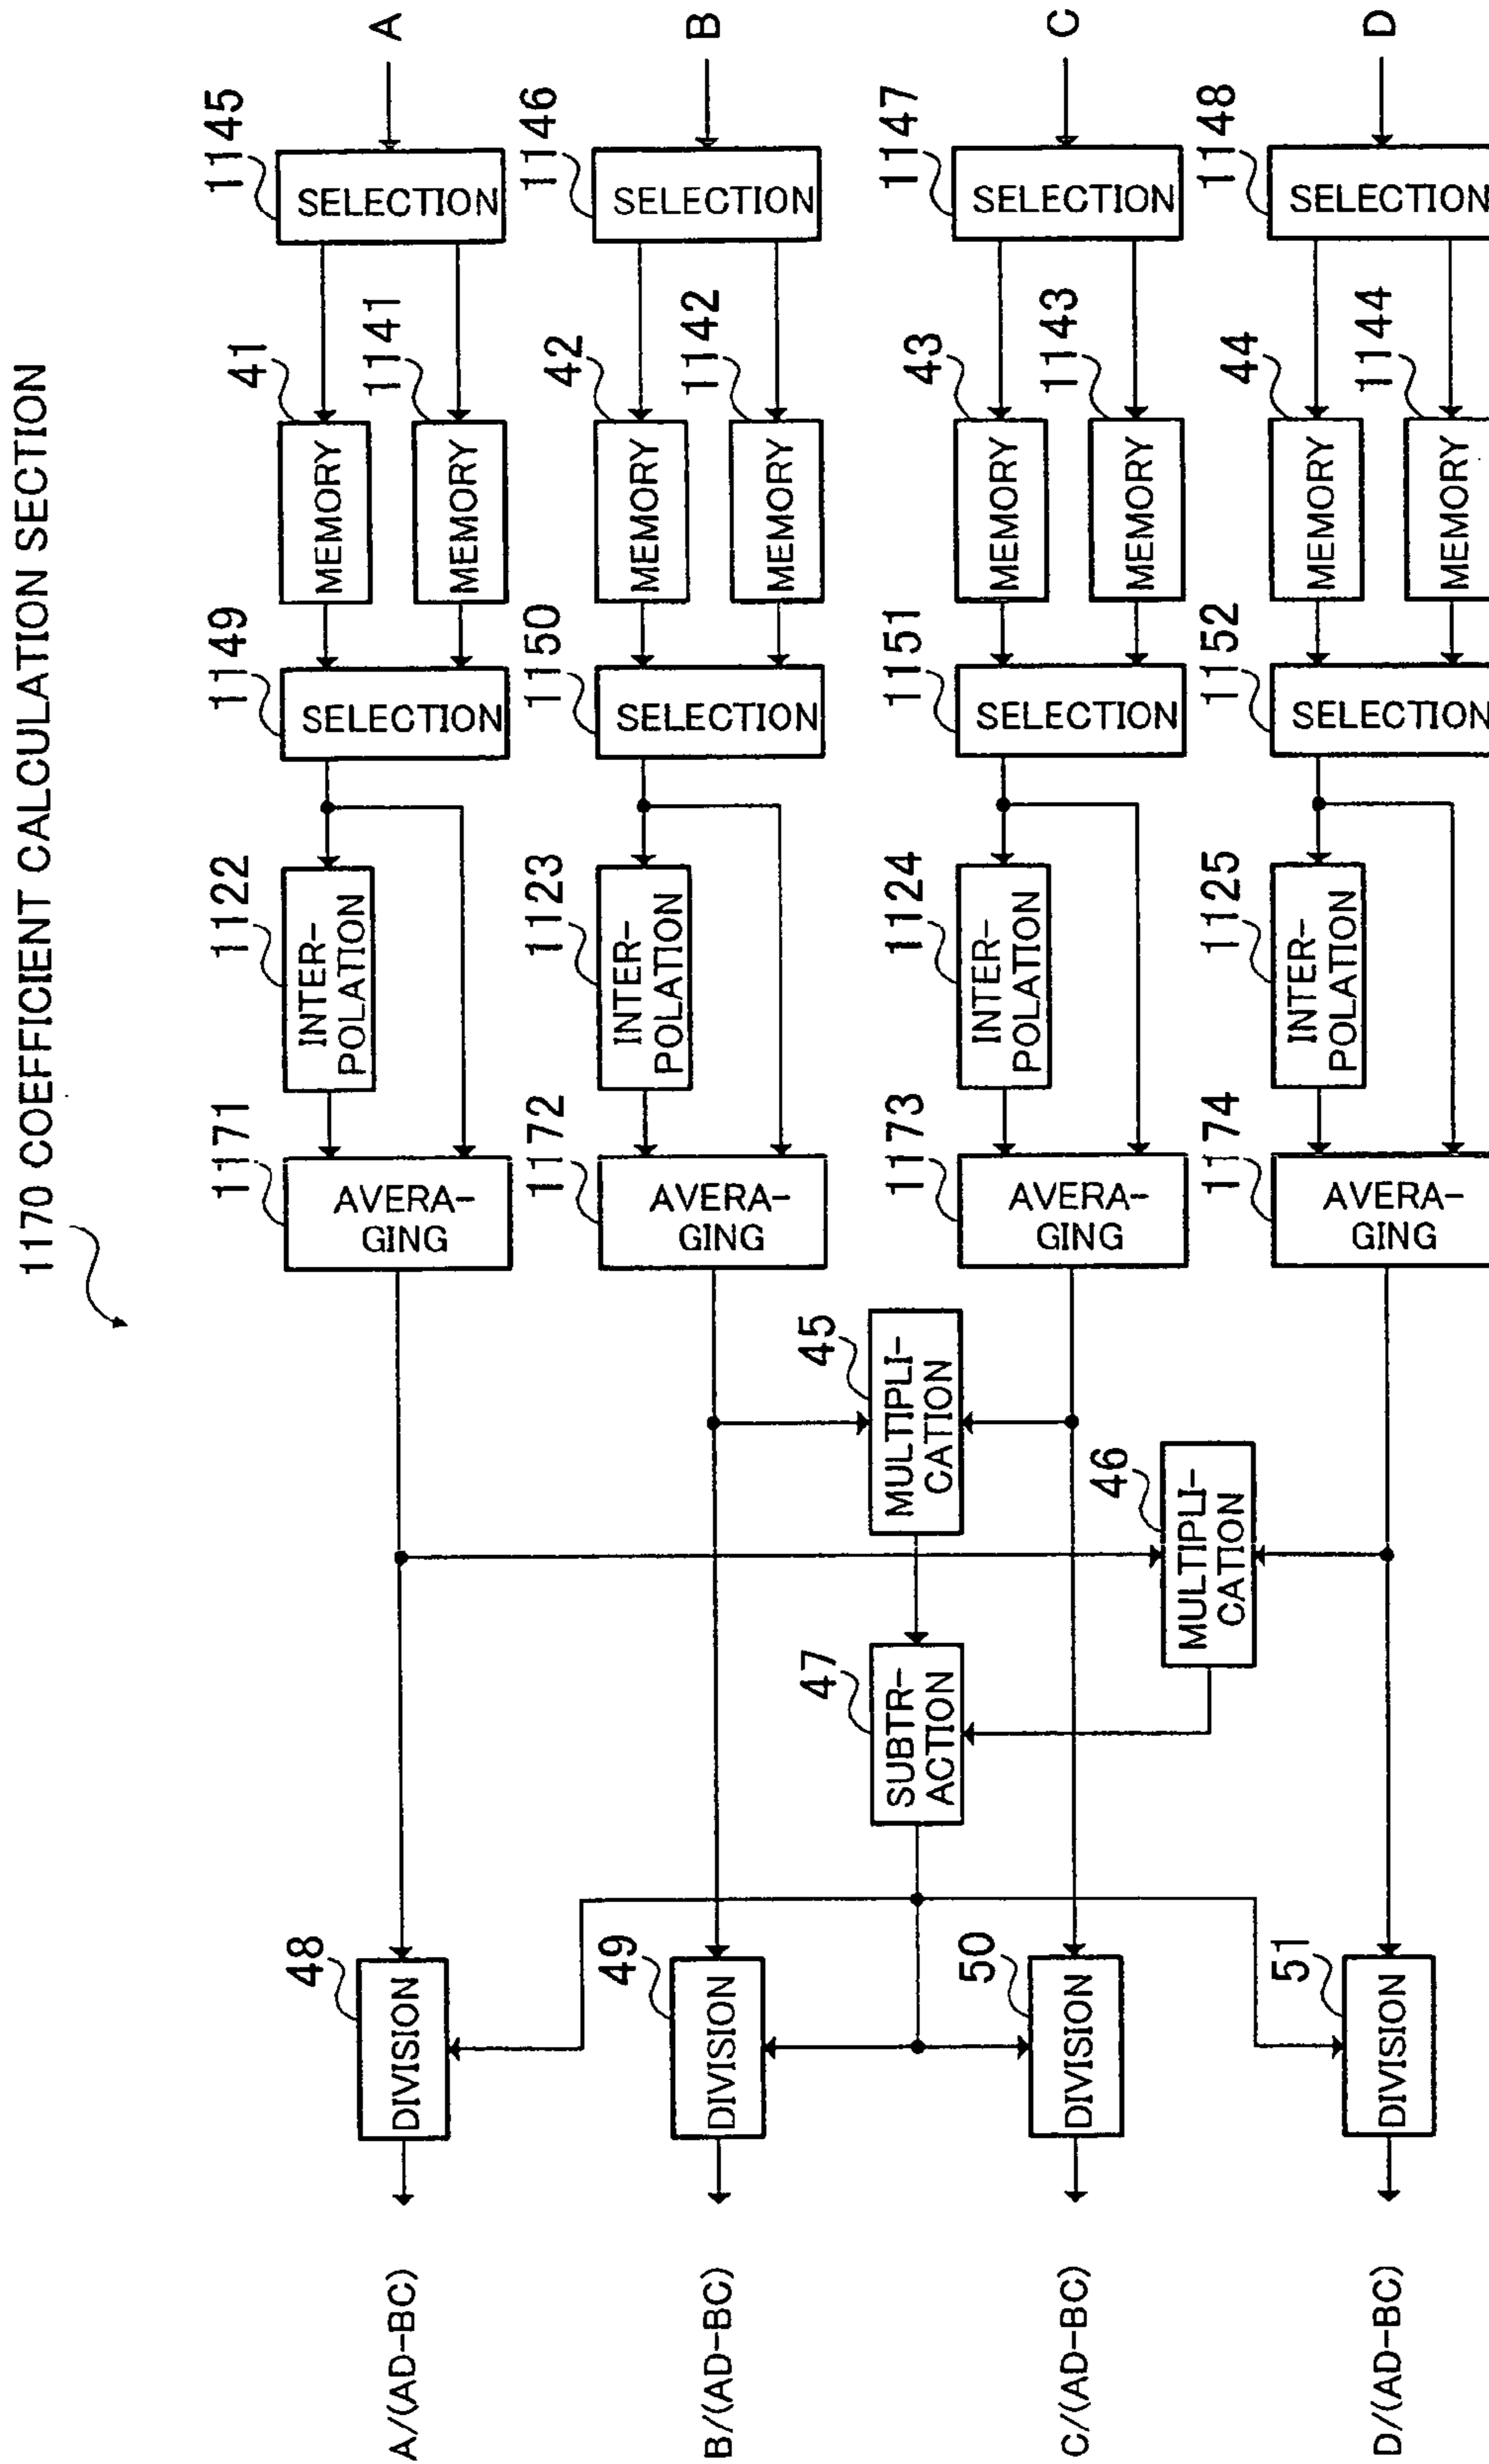 1170 COEFFICIENT CALCULATION SECTION
A
B
C
D
1145
SELECTION
1146
SELECTION
1147
SELECTION
1148
SELECTION
41
MEMORY
1141
MEMORY
42
MEMORY
1142
MEMORY
43
MEMORY
1143
MEMORY
44
MEMORY
1144
MEMORY
1149
SELECTION
1150
SELECTION
1151
SELECTION
1152
SELECTION
1122
INTER-
POLATION
1123
INTER-
POLATION
1124
INTER-
POLATION
1125
INTER-
POLATION
1171
AVERA-
GING
1172
AVERA-
GING
1173
AVERA-
GING
1174
AVERA-
GING
45
MULTIPLI-
CATION
46
MULTIPLI-
CATION
47
SUBTR-
ACTION
48
DIVISION
49
DIVISION
50
DIVISION
51
DIVISION
A/(AD-BC)
B/(AD-BC)
C/(AD-BC)
D/(AD-BC)